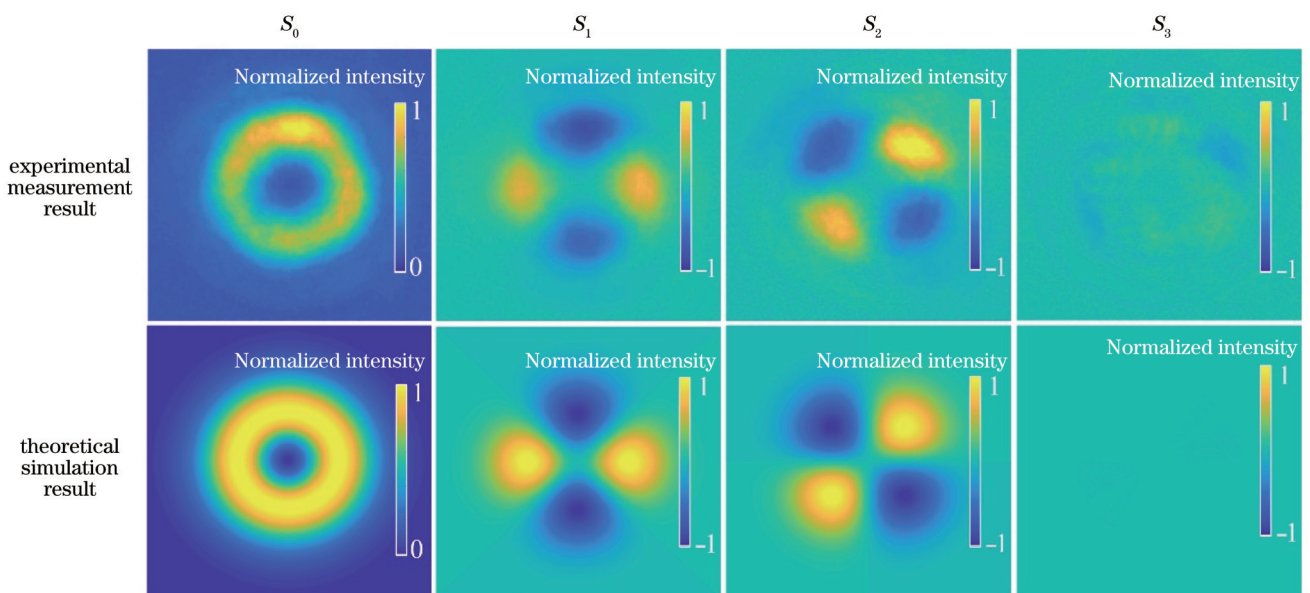 S₀ S₁ S₂ S₃
experimental
measurement
result
Normalized intensity
1
0
Normalized intensity
1
-1
Normalized intensity
1
-1
Normalized intensity
1
-1
theoretical
simulation
result
Normalized intensity
1
0
Normalized intensity
1
-1
Normalized intensity
1
-1
Normalized intensity
1
-1